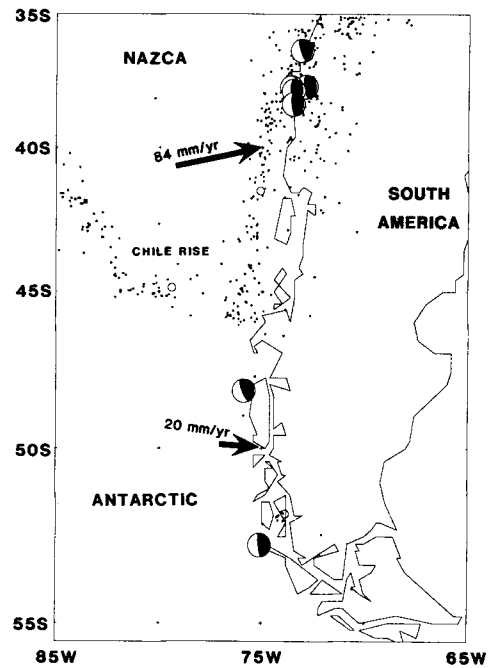 35S
NAZCA
40S
84 mm/yr
SOUTH
AMERICA
CHILE RISE
45S
20 mm/yr
50S
ANTARCTIC
55S
85W
75W
65W